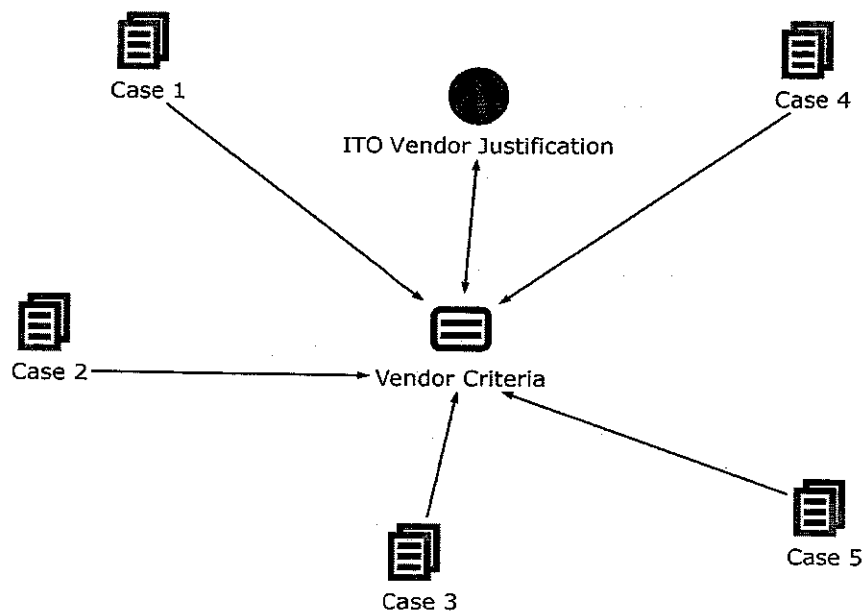 Case 1
Case 4
ITO Vendor Justification
Case 2
Vendor Criteria
Case 3
Case 5